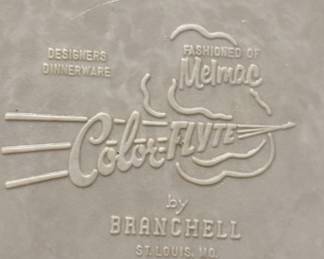 DESIGNERS
DINNERWARE
FASHIONED OF
Melmac
Color-FLYTE
by
BRANCHELL
ST. LOUIS, MO.